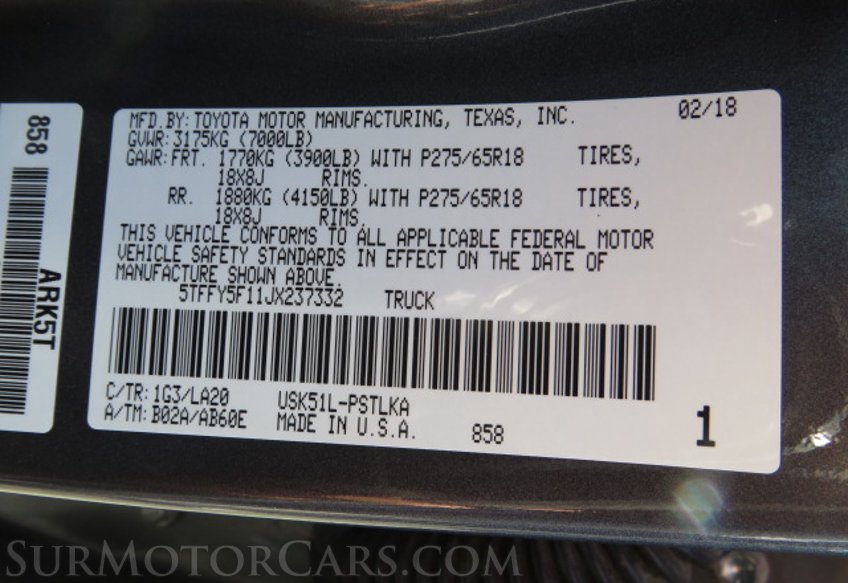 858
ARK5T
MFD.BY: TOYOTA MOTOR MANUFACTURING, TEXAS, INC. 02/18
GVWR: 3175KG (7000LB)
GAWR: FRT. 1770KG (3900LB) WITH P275/65R18 TIRES,
18X8J RIMS.
RR. 1880KG (4150LB) WITH P275/65R18 TIRES,
18X8J RIMS.
THIS VEHICLE CONFORMS TO ALL APPLICABLE FEDERAL MOTOR
VEHICLE SAFETY STANDARDS IN EFFECT ON THE DATE OF
MANUFACTURE SHOWN ABOVE.
5TFFY5F11JX237332 TRUCK
C/TR: 1G3/LA20 USK51L-PSTLKA
A/TM: B02A/AB60E MADE IN U.S.A. 858 1
SURMOTORCARS.COM